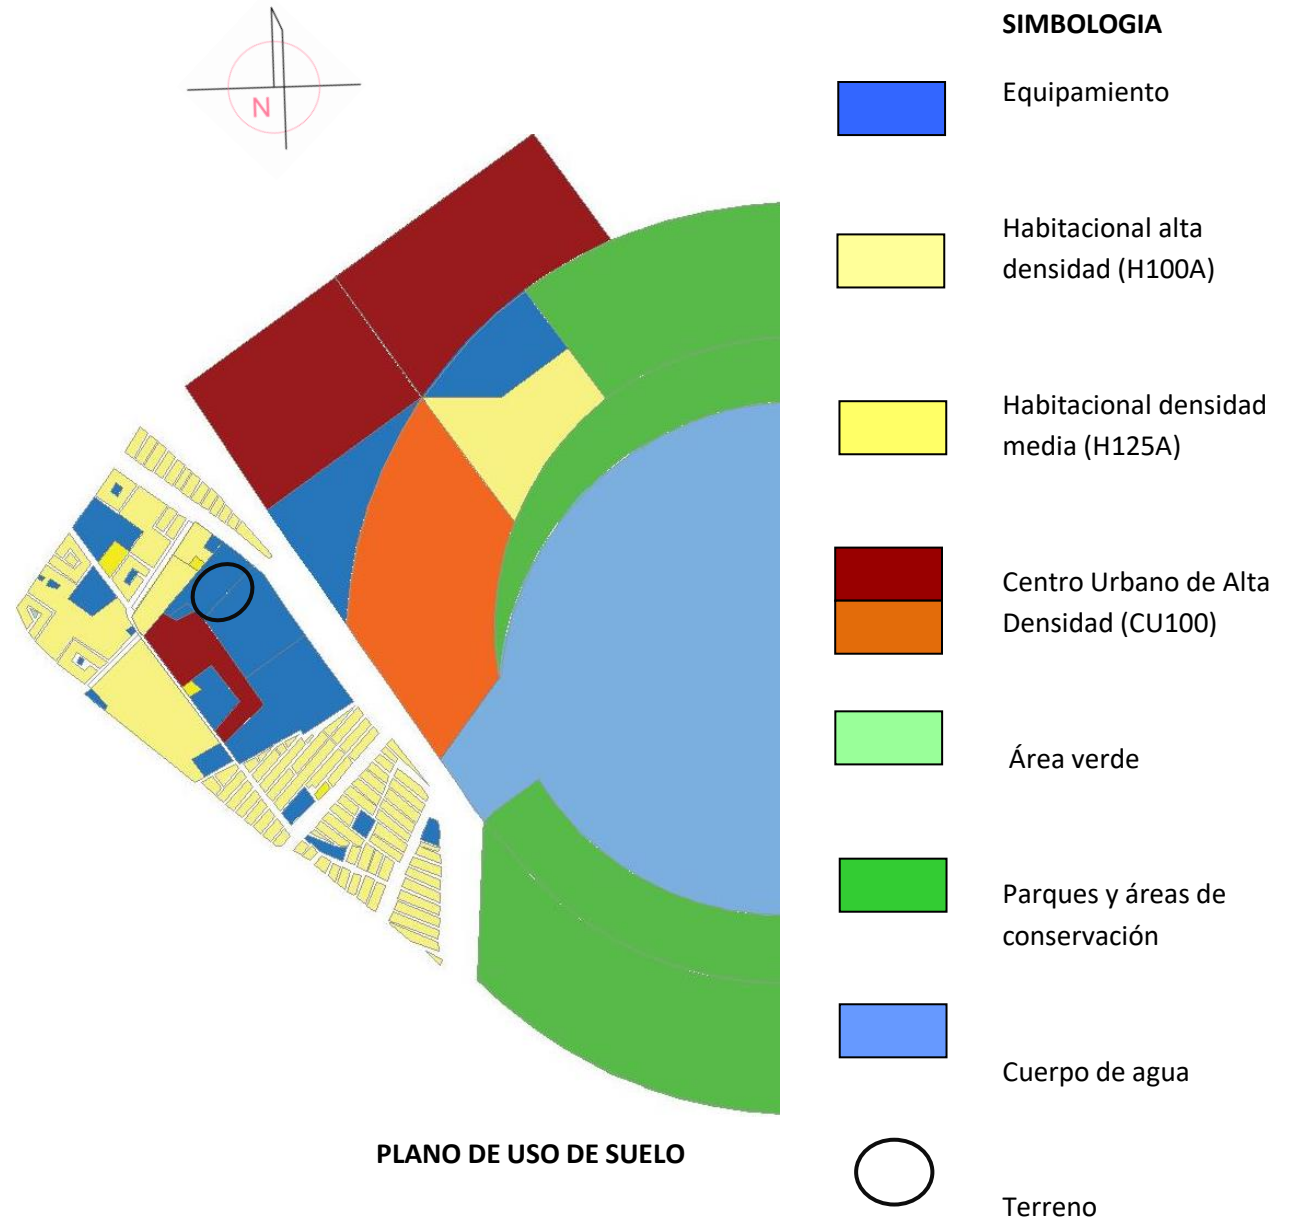 N
SIMBOLOGIA
Equipamiento
Habitacional alta
densidad (H100A)
Habitacional densidad
media (H125A)
Centro Urbano de Alta
Densidad (CU100)
Área verde
Parques y áreas de
conservación
Cuerpo de agua
Terreno
PLANO DE USO DE SUELO